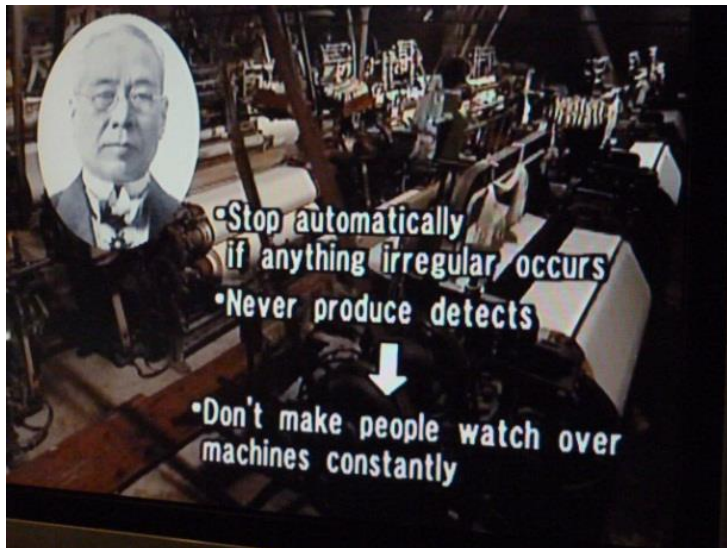 •Stop automatically
if anything irregular occurs
•Never produce detects
•Don't make people watch over
machines constantly